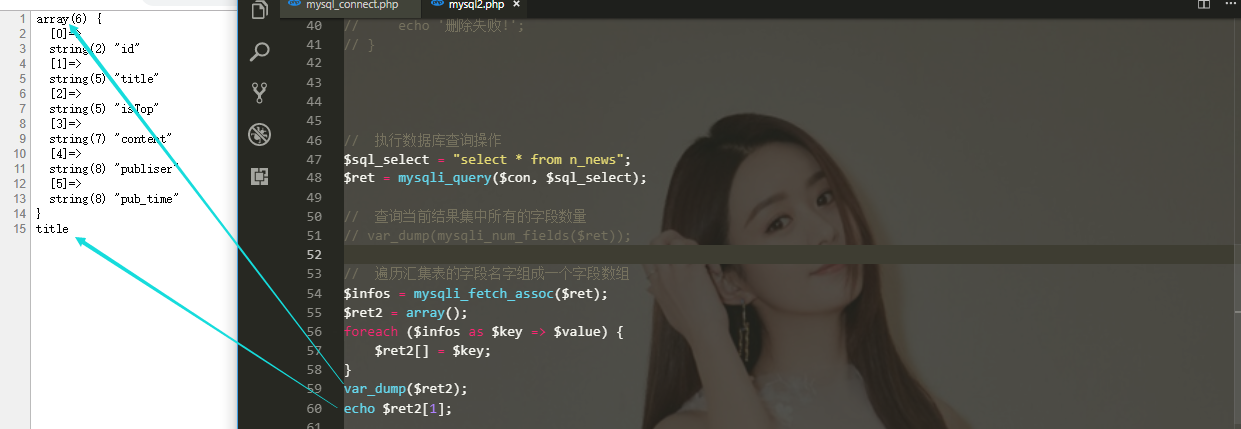 1 array(6) {
2 [0]=>
3 string(2) "id"
4 [1]=>
5 string(5) "title"
6 [2]=>
7 string(5) "isTop"
8 [3]=>
9 string(7) "content"
10 [4]=>
11 string(8) "publiser"
12 [5]=>
13 string(8) "pub_time"
14 }
15 title
mysql_connect.php mysql2.php ×
40 // echo '删除失败!';
41 // }
42
43
44
45
46 // 执行数据库查询操作
47 $sql_select = "select * from n_news";
48 $ret = mysqli_query($con, $sql_select);
49
50 // 查询当前结果集中所有的字段数量
51 // var_dump(mysqli_num_fields($ret));
52
53 // 遍历汇集表的字段名字组成一个字段数组
54 $infos = mysqli_fetch_assoc($ret);
55 $ret2 = array();
56 foreach ($infos as $key => $value) {
57 $ret2[] = $key;
58 }
59 var_dump($ret2);
60 echo $ret2[1];
61